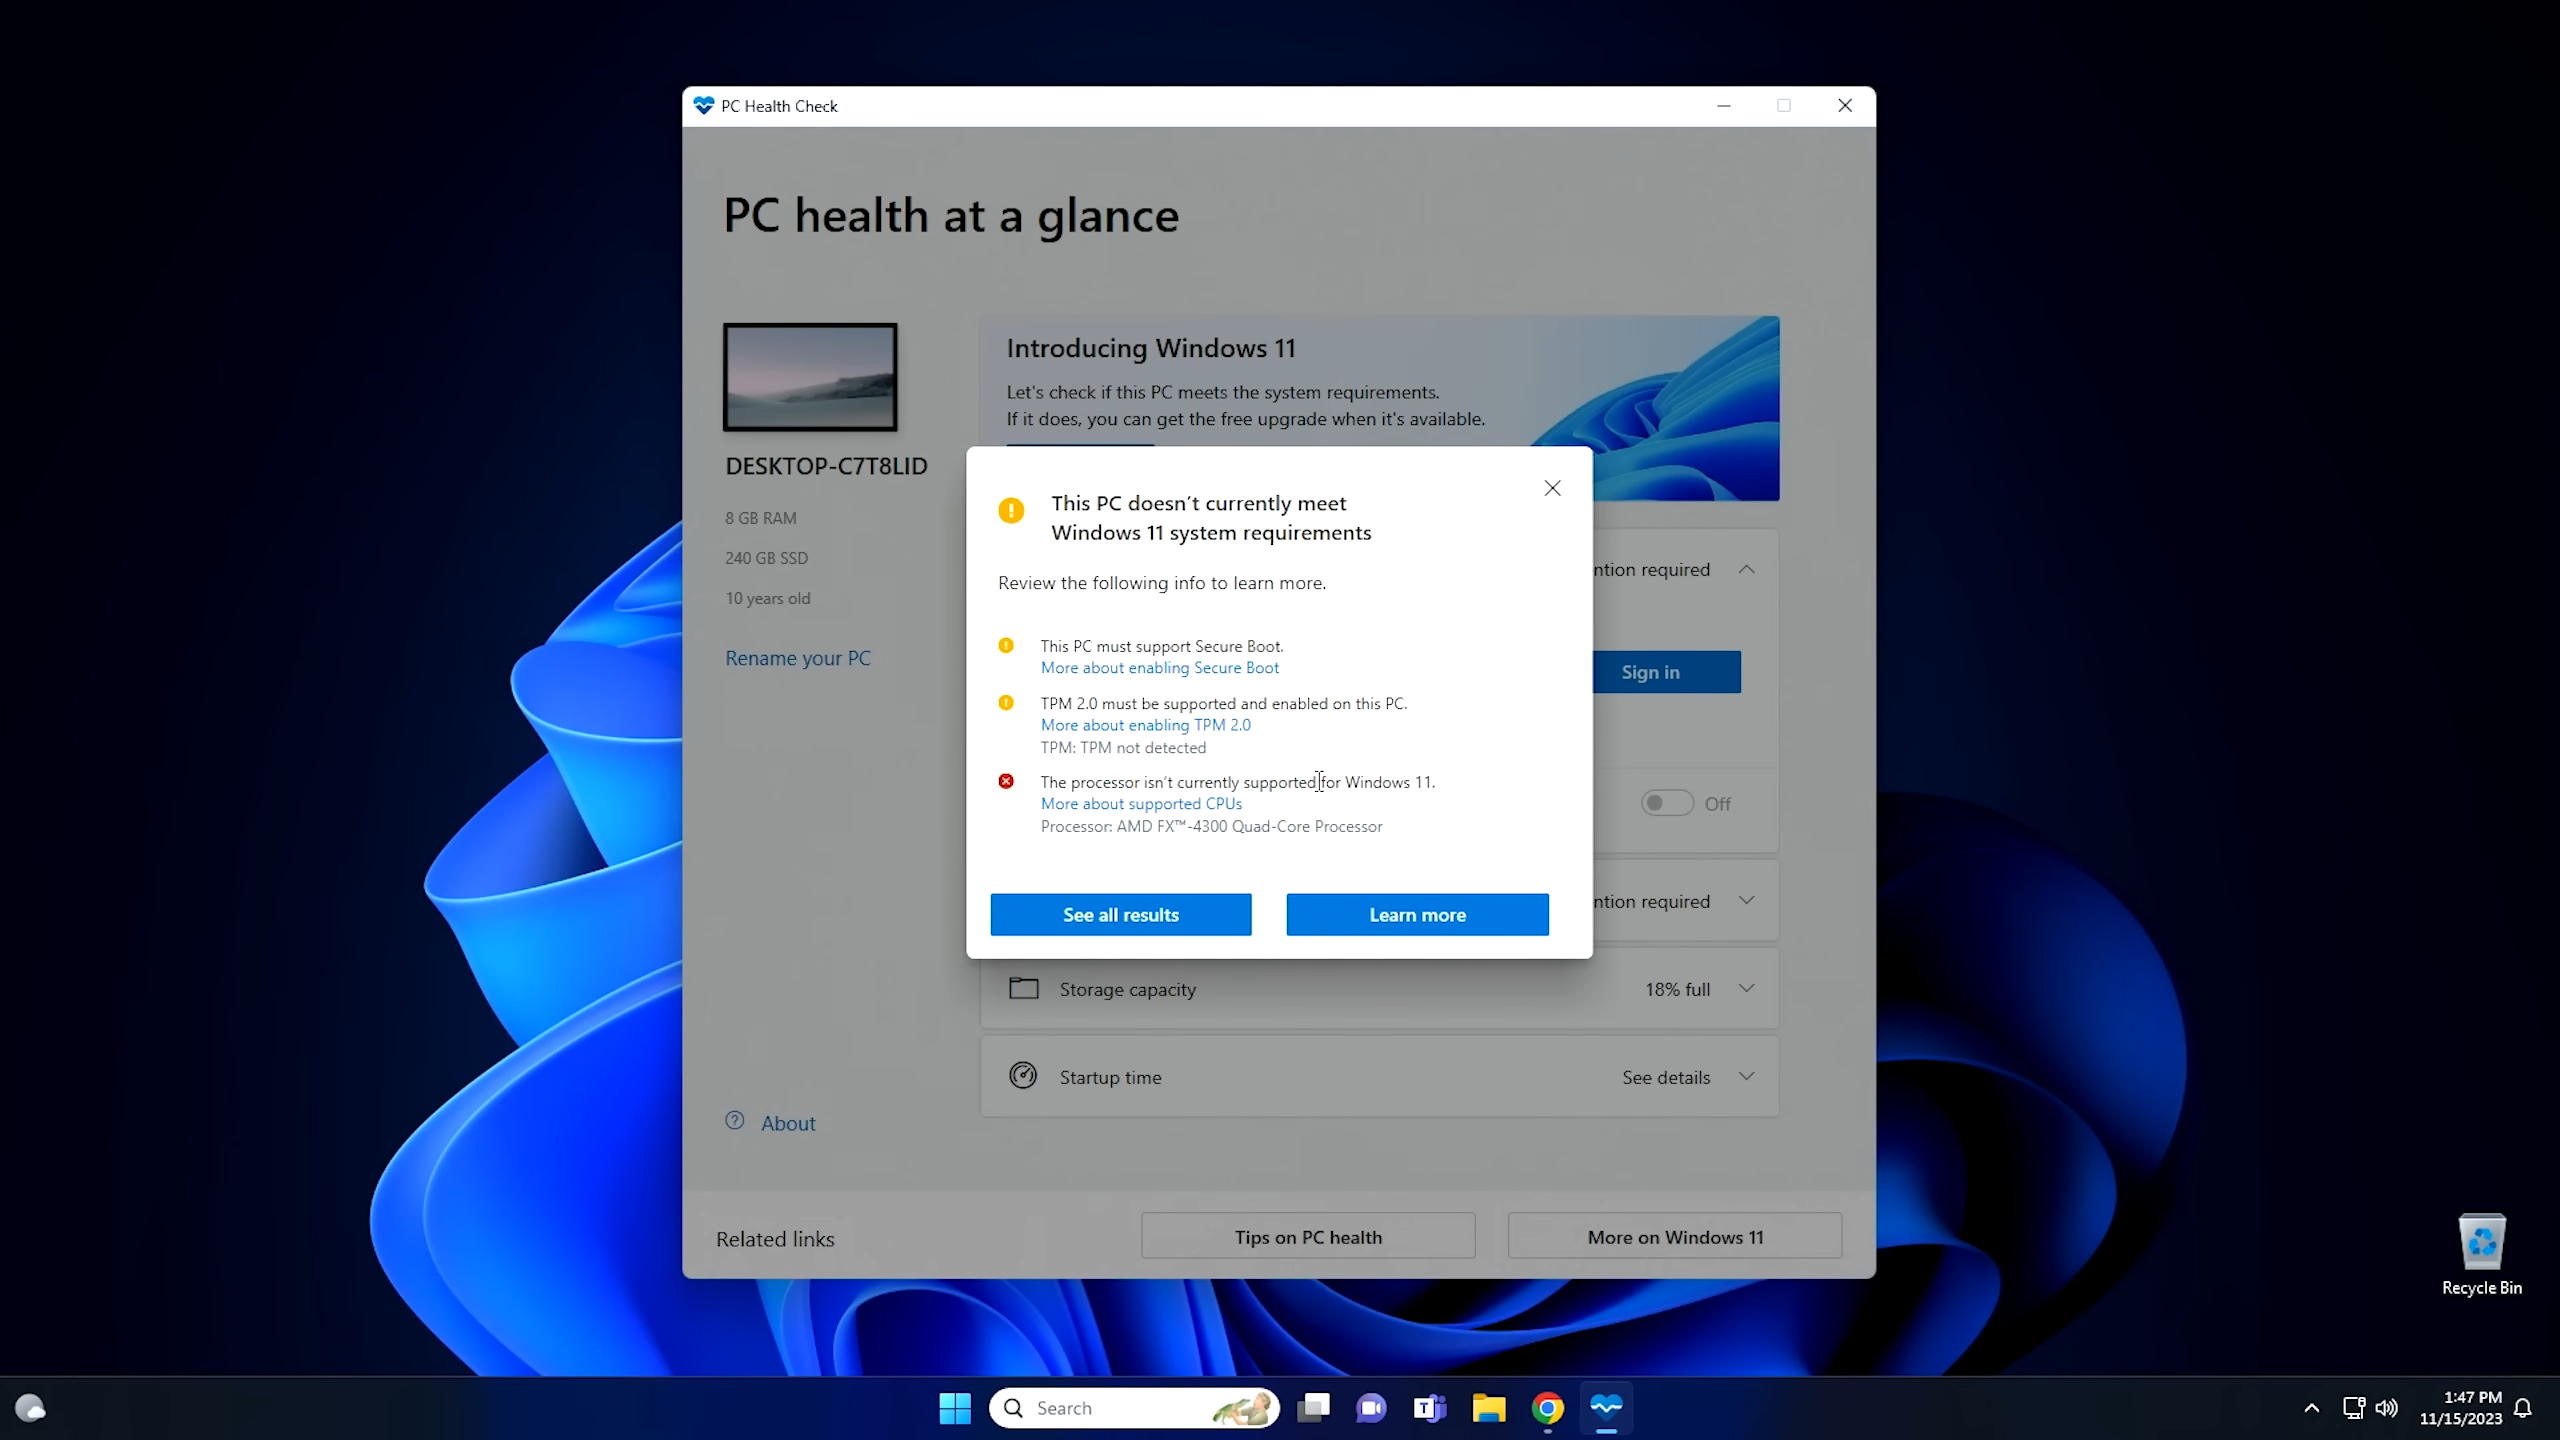 PC Health Check
PC health at a glance
DESKTOP-C7T8LID
8 GB RAM
240 GB SSD
10 years old
Rename your PC
About
Introducing Windows 11
Let's check if this PC meets the system requirements.
If it does, you can get the free upgrade when it's available.
This PC doesn't currently meet
Windows 11 system requirements
Review the following info to learn more.
This PC must support Secure Boot.
More about enabling Secure Boot
TPM 2.0 must be supported and enabled on this PC.
More about enabling TPM 2.0
TPM: TPM not detected
The processor isn't currently supported for Windows 11.
More about supported CPUs
Processor: AMD FX™-4300 Quad-Core Processor
See all results
Learn more
required
Sign in
Off
required
Storage capacity
18% full
Startup time
See details
Related links
Tips on PC health
More on Windows 11
Recycle Bin
Search
1:47 PM
11/15/2023